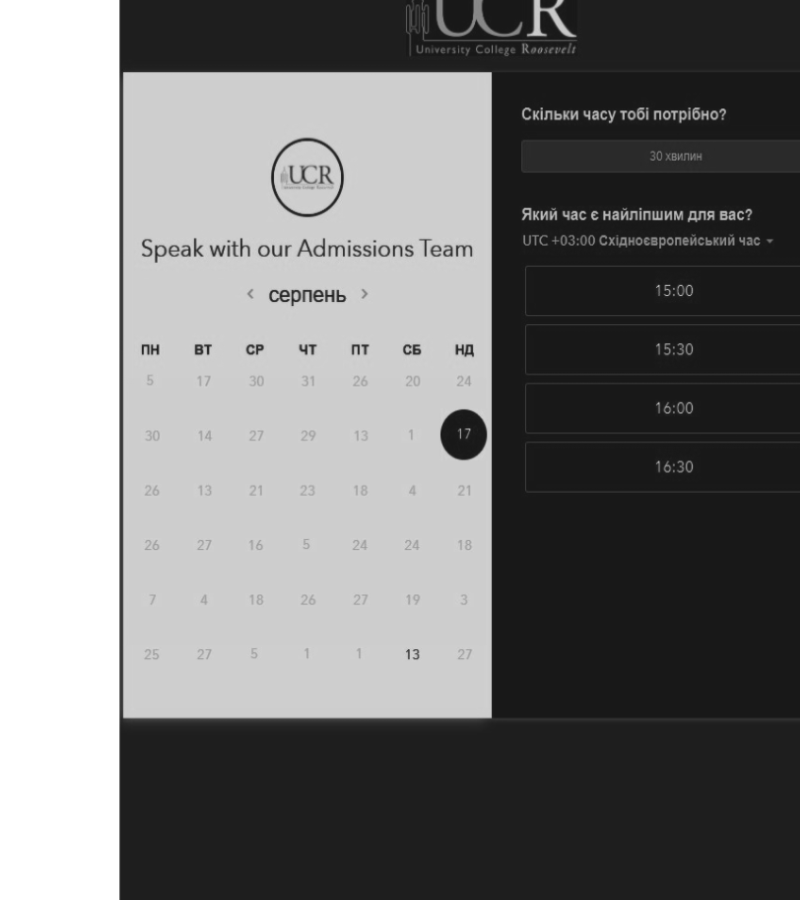 UCR
University College Roosevelt
UCR
Speak with our Admissions Team
< серпень >
ПН ВТ СР ЧТ ПТ СБ НД
5 17 30 31 26 20 24
30 14 27 29 13 1 17
26 13 21 23 18 4 21
26 27 16 5 24 24 18
7 4 18 26 27 19 3
25 27 5 1 1 13 27
Скільки часу тобі потрібно?
30 хвилин
Який час є найліпшим для вас?
UTC +03:00 Східноєвропейський час
15:00
15:30
16:00
16:30